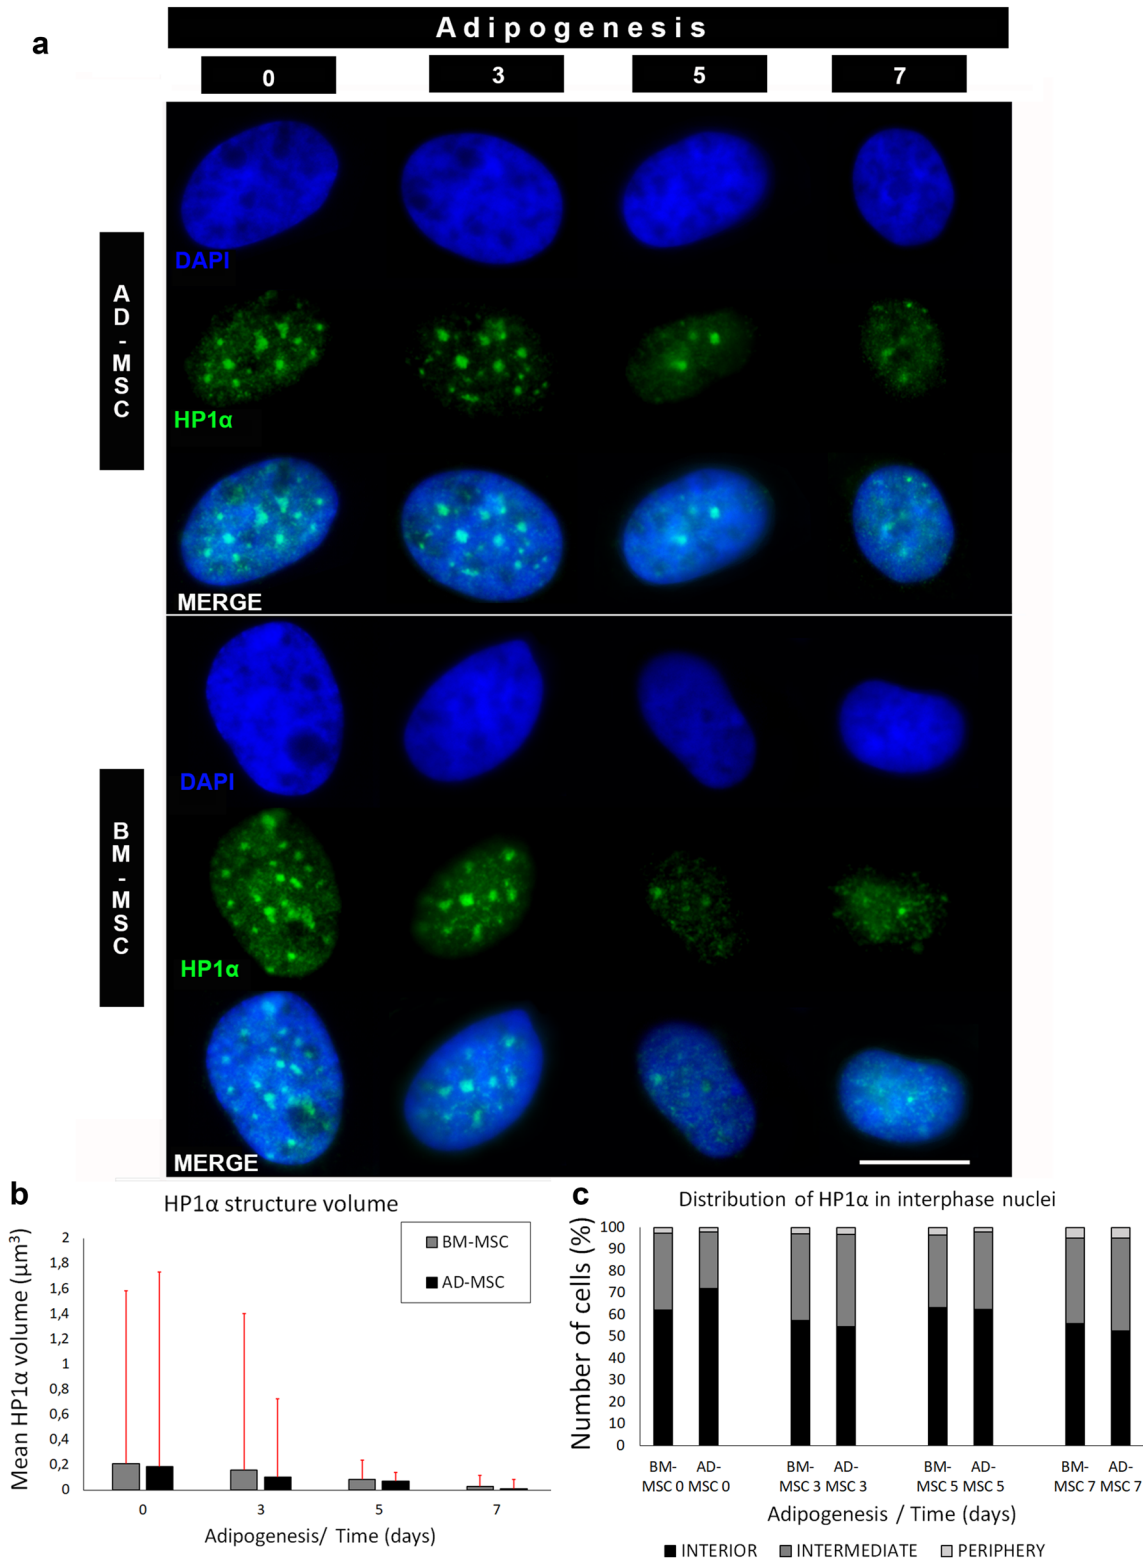 Adipogenesis
a
0 3 5 7
DAPI
AD-MSC
HP1α
MERGE
DAPI
BM-MSC
HP1α
MERGE
b
HP1α structure volume
Mean HP1α volume (µm³)
2
1,8
1,6
1,4
1,2
1
0,8
0,6
0,4
0,2
0
BM-MSC
AD-MSC
0 3 5 7
Adipogenesis/ Time (days)
c
Distribution of HP1α in interphase nuclei
Number of cells (%)
100
90
80
70
60
50
40
30
20
10
0
BM- AD- BM- AD- BM- AD- BM- AD-
MSC 0 MSC 0 MSC 3 MSC 3 MSC 5 MSC 5 MSC 7 MSC 7
Adipogenesis / Time (days)
INTERIOR INTERMEDIATE PERIPHERY